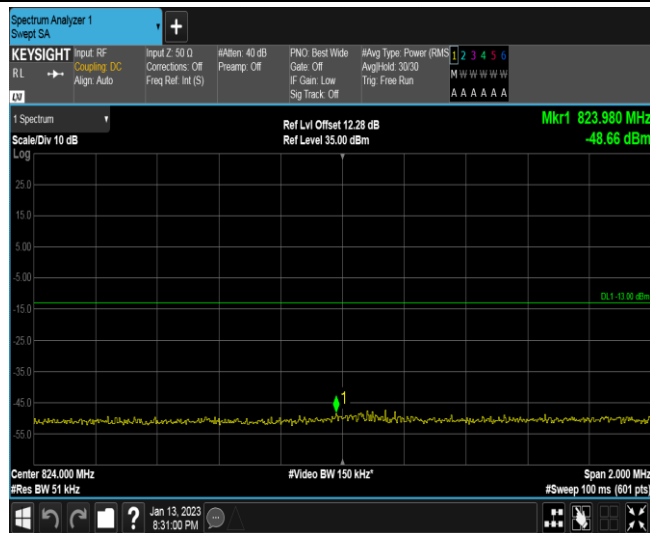 Spectrum Analyzer 1
Swept SA
+
KEYSIGHT
RL
LXI
Input: RF
Coupling: DC
Align: Auto
Input Z: 50 Ω
Corrections: Off
Freq Ref: Int (S)
#Atten: 40 dB
Preamp: Off
PNO: Best Wide
Gate: Off
IF Gain: Low
Sig Track: Off
#Avg Type: Power (RMS
Avg|Hold: 30/30
Trig: Free Run
1 2 3 4 5 6
M W W W W W
A A A A A A
1 Spectrum
Scale/Div 10 dB
Log
Ref Lvl Offset 12.28 dB
Ref Level 35.00 dBm
Mkr1 823.980 MHz
-48.66 dBm
25.0
15.0
5.00
-5.00
DL1 -13.00 dBm
-15.0
-25.0
-35.0
-45.0
1
-55.0
Center 824.000 MHz
#Res BW 51 kHz
#Video BW 150 kHz*
Span 2.000 MHz
#Sweep 100 ms (601 pts)
?
Jan 13, 2023
8:31:00 PM